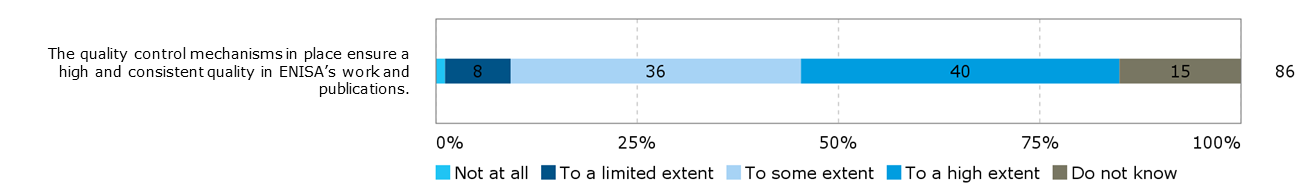 The quality control mechanisms in place ensure a
high and consistent quality in ENISA's work and
publications.
8 36 40 15 86
0% 25% 50% 75% 100%
Not at all To a limited extent To some extent To a high extent Do not know